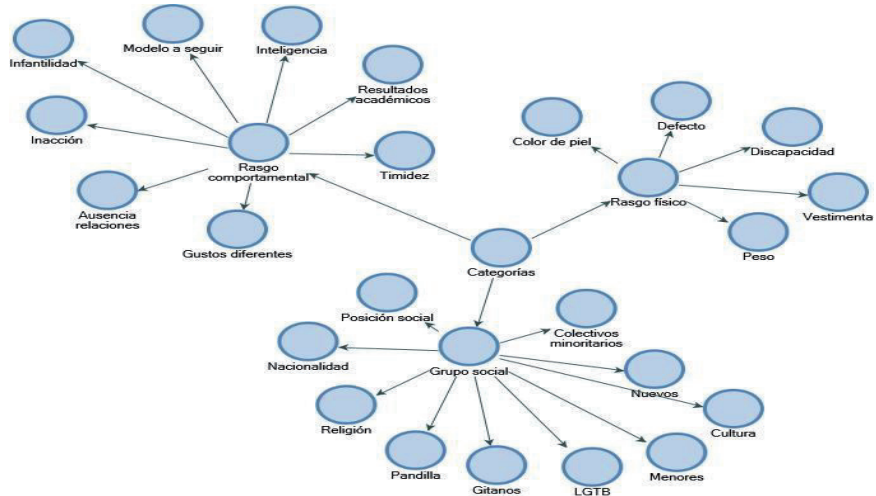 Infantilidad
Modelo a seguir
Inteligencia
Resultados
académicos
Inacción
Rasgo
comportamental
Timidez
Ausencia
relaciones
Gustos diferentes
Color de piel
Defecto
Discapacidad
Rasgo físico
Vestimenta
Peso
Categorías
Posición social
Colectivos
minoritarios
Nacionalidad
Grupo social
Nuevos
Religión
Cultura
Pandilla
Gitanos
LGTB
Menores